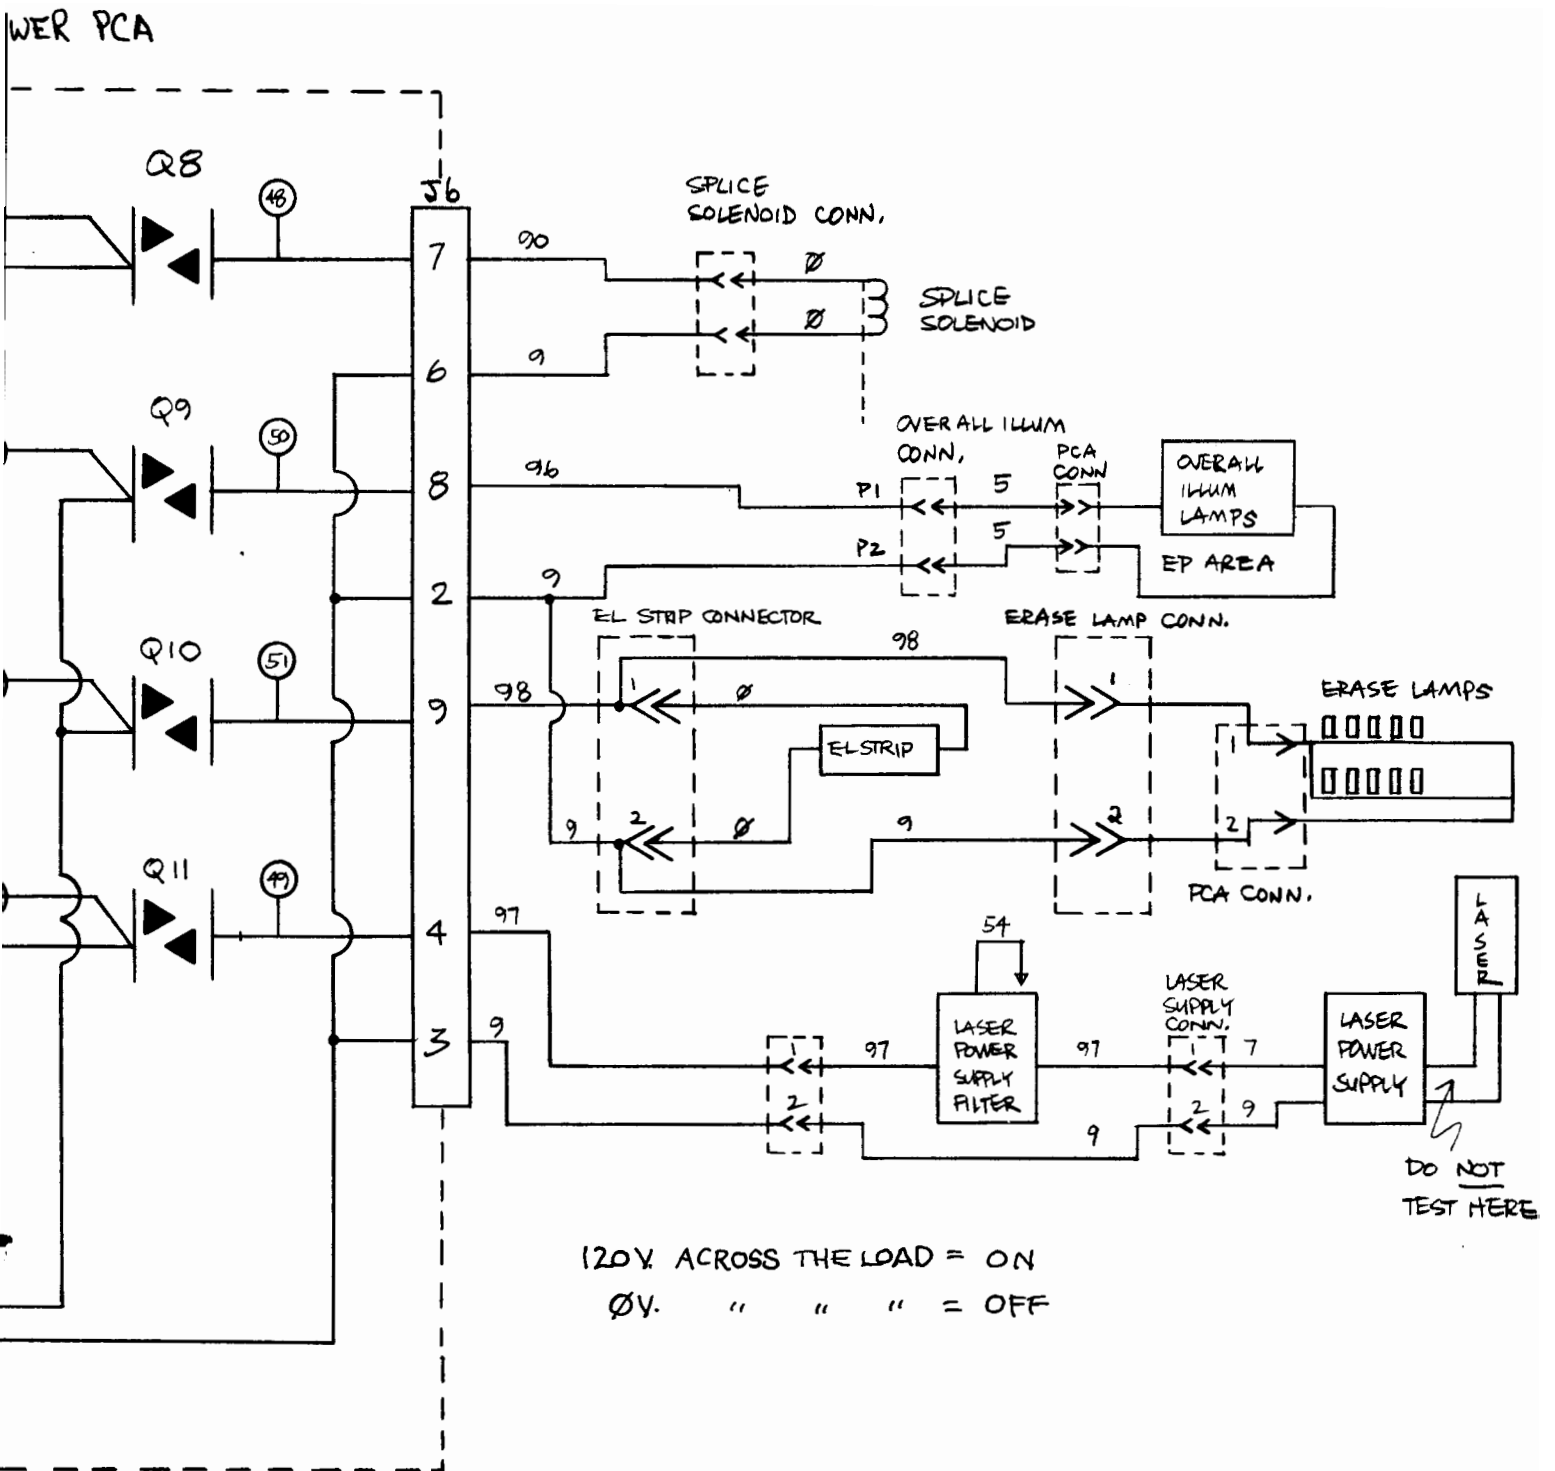 WER PCA
Q8
48
J6
7
90
SPLICE
SOLENOID CONN.
Ø
Ø
SPLICE
SOLENOID
6
9
Q9
50
8
96
OVERALL ILLUM
CONN.
P1
5
PCA
CONN
OVERALL
ILLUM
LAMPS
5
P2
EP AREA
2
9
EL STRIP CONNECTOR
ERASE LAMP CONN.
98
Q10
51
9
98
1
Ø
1
ERASE LAMPS
EL STRIP
1
9
2
Ø
9
2
2
PCA CONN.
Q11
49
4
97
54
LASER
LASER
SUPPLY
CONN.
3
9
1
97
LASER
POWER
SUPPLY
FILTER
97
1
7
LASER
POWER
SUPPLY
2
9
2
9
DO NOT
TEST HERE
120V. ACROSS THE LOAD = ON
ØV. " " " = OFF